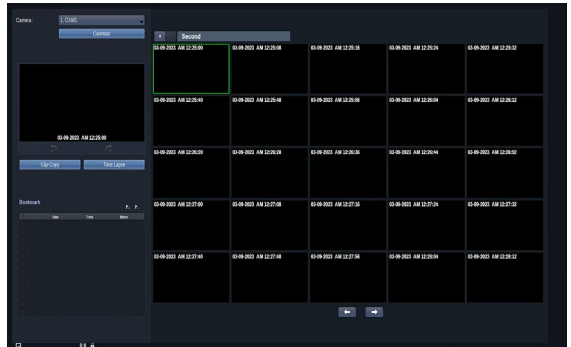 Camera : 1. CAM1
Calendar
Second
03-09-2023 AM 12:25:00 03-09-2023 AM 12:25:08 03-09-2023 AM 12:25:16 03-09-2023 AM 12:25:24 03-09-2023 AM 12:25:32
03-09-2023 AM 12:25:40 03-09-2023 AM 12:25:48 03-09-2023 AM 12:25:56 03-09-2023 AM 12:26:04 03-09-2023 AM 12:26:12
03-09-2023 AM 12:26:20 03-09-2023 AM 12:26:28 03-09-2023 AM 12:26:36 03-09-2023 AM 12:26:44 03-09-2023 AM 12:26:52
03-09-2023 AM 12:27:00 03-09-2023 AM 12:27:08 03-09-2023 AM 12:27:16 03-09-2023 AM 12:27:24 03-09-2023 AM 12:27:32
03-09-2023 AM 12:27:40 03-09-2023 AM 12:27:48 03-09-2023 AM 12:27:56 03-09-2023 AM 12:28:04 03-09-2023 AM 12:28:12
03-09-2023 AM 12:25:00
Clip-Copy Time Lapse
Bookmark
Date Time Name